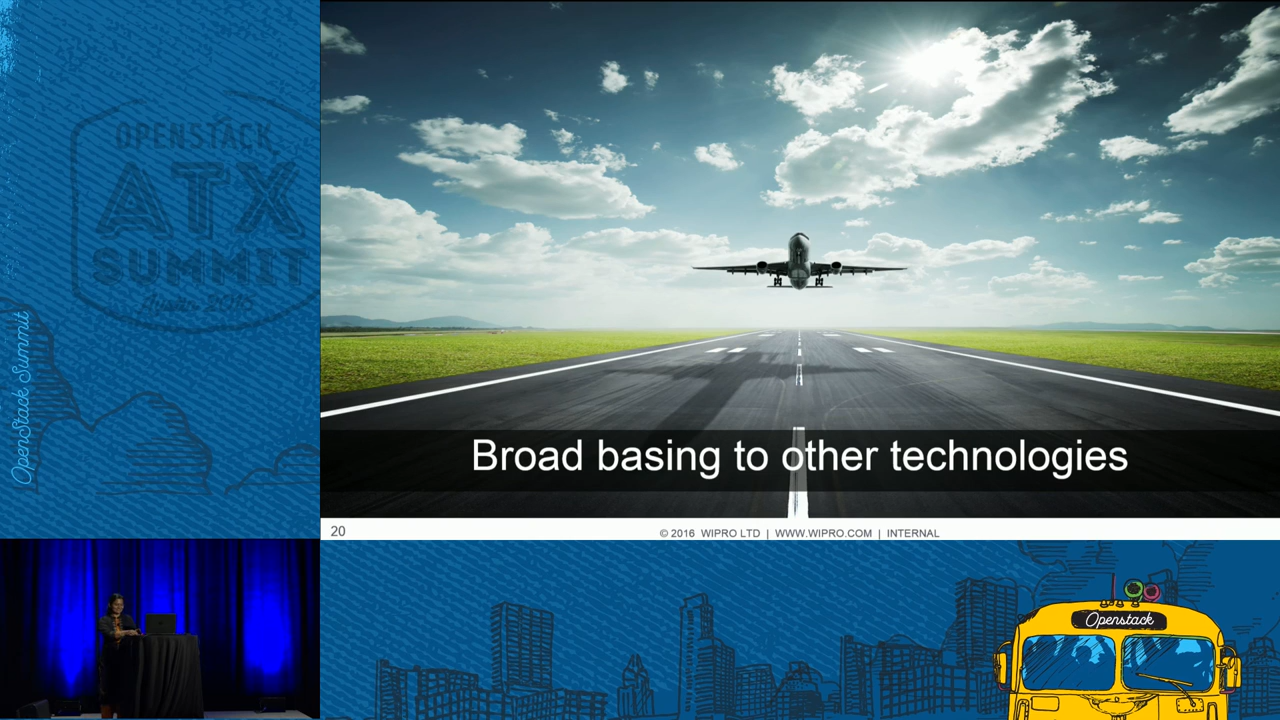 OPENSTACK
ATX
SUMMIT
Austin 2016
OpenStack Summit
Broad basing to other technologies
20
© 2016 WIPRO LTD | WWW.WIPRO.COM | INTERNAL
Openstack